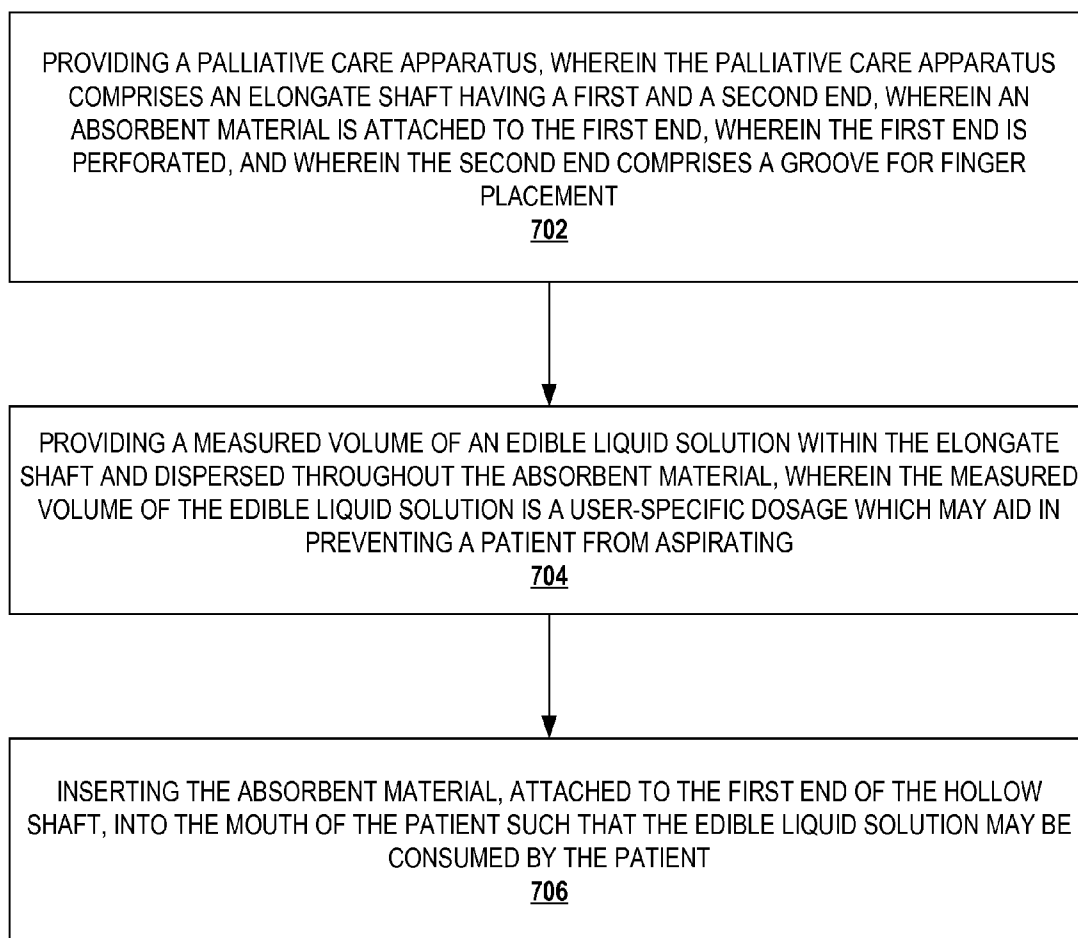 PROVIDING A PALLIATIVE CARE APPARATUS, WHEREIN THE PALLIATIVE CARE APPARATUS
COMPRISES AN ELONGATE SHAFT HAVING A FIRST AND A SECOND END, WHEREIN AN
ABSORBENT MATERIAL IS ATTACHED TO THE FIRST END, WHEREIN THE FIRST END IS
PERFORATED, AND WHEREIN THE SECOND END COMPRISES A GROOVE FOR FINGER
PLACEMENT
702
PROVIDING A MEASURED VOLUME OF AN EDIBLE LIQUID SOLUTION WITHIN THE ELONGATE
SHAFT AND DISPERSED THROUGHOUT THE ABSORBENT MATERIAL, WHEREIN THE MEASURED
VOLUME OF THE EDIBLE LIQUID SOLUTION IS A USER-SPECIFIC DOSAGE WHICH MAY AID IN
PREVENTING A PATIENT FROM ASPIRATING
704
INSERTING THE ABSORBENT MATERIAL, ATTACHED TO THE FIRST END OF THE HOLLOW
SHAFT, INTO THE MOUTH OF THE PATIENT SUCH THAT THE EDIBLE LIQUID SOLUTION MAY BE
CONSUMED BY THE PATIENT
706